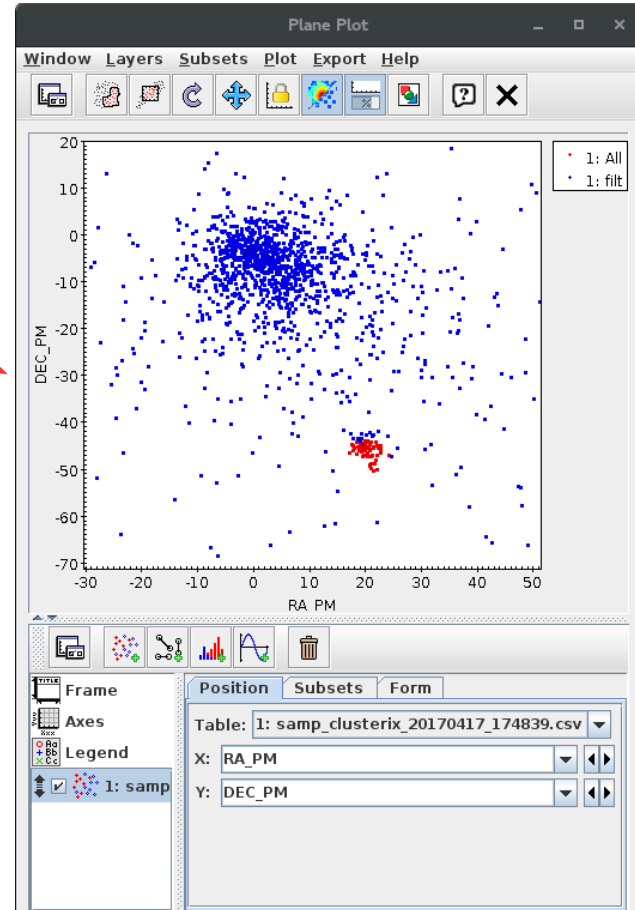 Plane Plot
Window Layers Subsets Plot Export Help
%
?
20
10
0
-10
-20
-30
-40
-50
-60
-70
DEC_PM
-30 -20 -10 0 10 20 30 40 50
RA_PM
1: All
1: filt
Frame
Axes
Legend
1: samp
Position Subsets Form
Table: 1: samp_clusterix_20170417_174839.csv
X: RA_PM
Y: DEC_PM